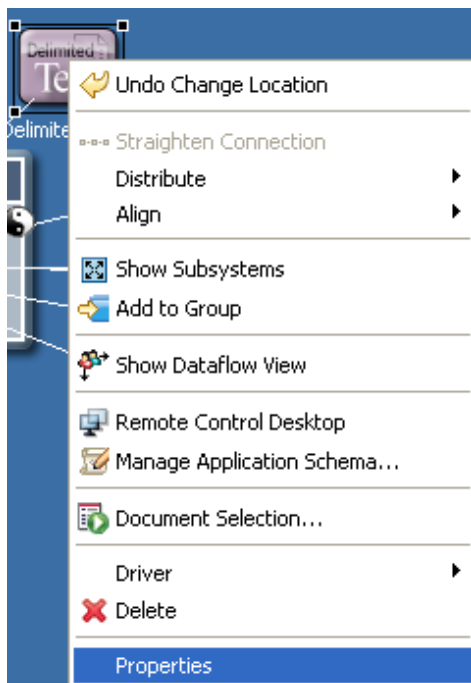 Delimited
Te
Delimite
Undo Change Location
Straighten Connection
Distribute
Align
Show Subsystems
Add to Group
Show Dataflow View
Remote Control Desktop
Manage Application Schema...
Document Selection...
Driver
Delete
Properties